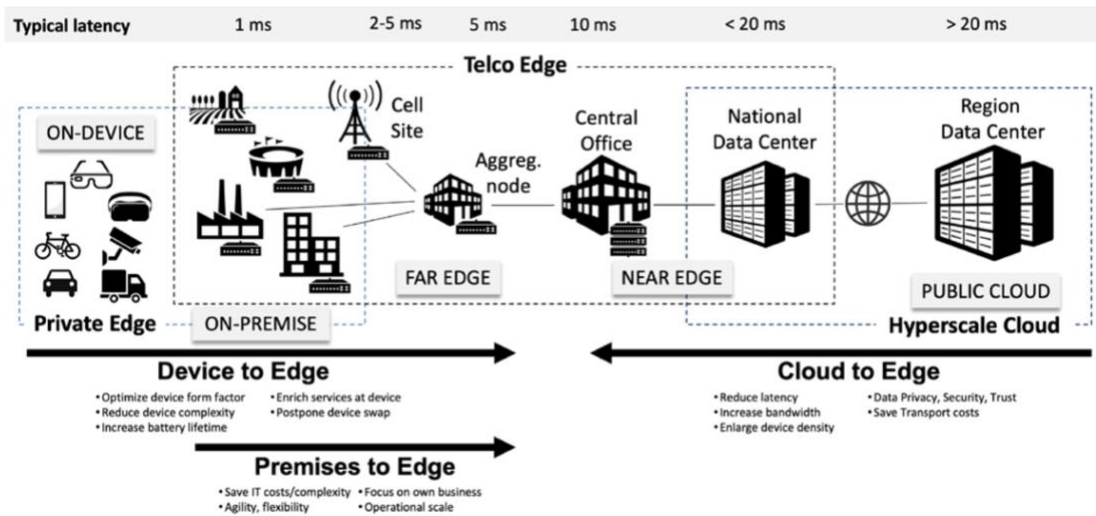 Typical latency 1 ms 2-5 ms 5 ms 10 ms < 20 ms > 20 ms
Telco Edge
ON-DEVICE
Cell
Site
Aggreg.
node
Central
Office
National
Data Center
Region
Data Center
FAR EDGE
NEAR EDGE
PUBLIC CLOUD
Private Edge
ON-PREMISE
Hyperscale Cloud
Device to Edge
• Optimize device form factor
• Reduce device complexity
• Increase battery lifetime
• Enrich services at device
• Postpone device swap
Cloud to Edge
• Reduce latency
• Increase bandwidth
• Enlarge device density
• Data Privacy, Security, Trust
• Save Transport costs
Premises to Edge
• Save IT costs/complexity
• Agility, flexibility
• Focus on own business
• Operational scale